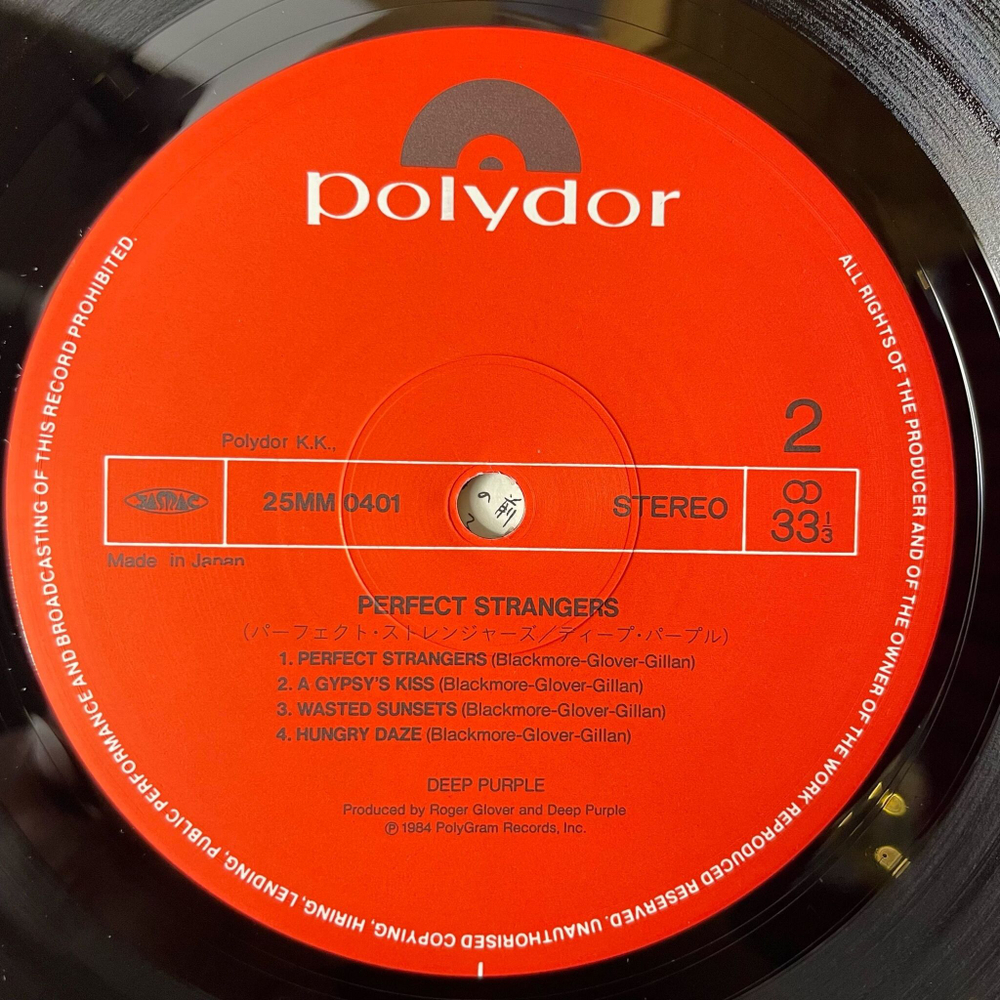 polydor
ALL RIGHTS OF THE PRODUCER AND OF THE OWNER OF THE WORK REPRODUCED RESERVED. UNAUTHORISED COPYING, HIRING, LENDING, PUBLIC PERFORMANCE AND BROADCASTING OF THIS RECORD PROHIBITED.
2
Polydor K.K.,
JASRAC
25MM 0401
STEREO
33 1/3
Made in Japan
PERFECT STRANGERS
(パーフェクト・ストレンジャーズ／ディープ・パープル)
1. PERFECT STRANGERS (Blackmore-Glover-Gillan)
2. A GYPSY'S KISS (Blackmore-Glover-Gillan)
3. WASTED SUNSETS (Blackmore-Glover-Gillan)
4. HUNGRY DAZE (Blackmore-Glover-Gillan)
DEEP PURPLE
Produced by Roger Glover and Deep Purple
℗ 1984 PolyGram Records, Inc.